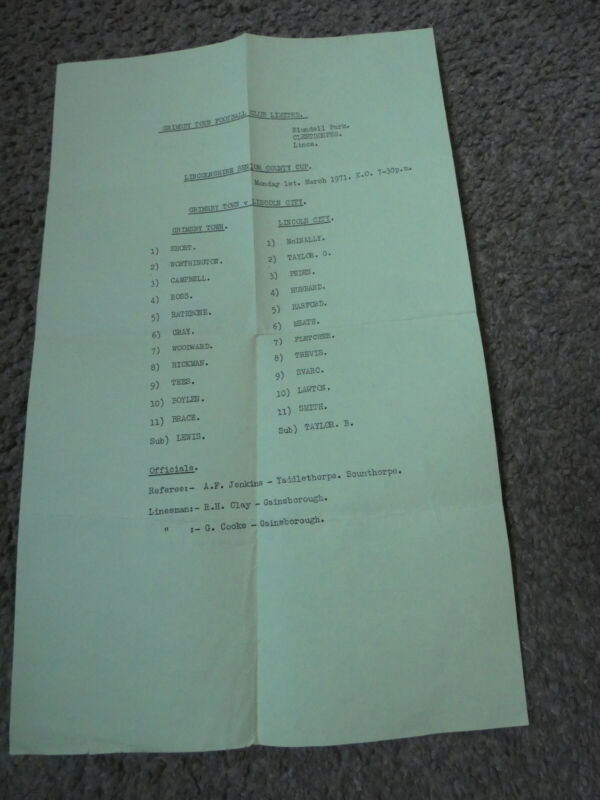 GRIMSBY TOWN FOOTBALL CLUB LIMITED.
Blundell Park.
CLEETHORPES.
Lincs.
LINCOLNSHIRE SENIOR COUNTY CUP.
Monday 1st. March 1971. K.O. 7-30p.m.
GRIMSBY TOWN v LINCOLN CITY.
GRIMSBY TOWN. LINCOLN CITY.
1) SHORT. 1) McINALLY.
2) WORTHINGTON. 2) TAYLOR. G.
3) CAMPBELL. 3) PEDEN.
4) ROSS. 4) HUBBARD.
5) RATHBONE. 5) HARFORD.
6) GRAY. 6) HEATH.
7) WOODWARD. 7) FLETCHER.
8) HICKMAN. 8) TREVIS.
9) TEES. 9) SVARC.
10) BOYLEN. 10) LAWTON.
11) BRACE. 11) SMITH.
Sub) LEWIS. Sub) TAYLOR. B.
Officials.
Referee:- A.F. Jenkins - Yaddlethorpe. Scunthorpe.
Linesman:- R.H. Clay - Gainsborough.
" :- G. Cooke - Gainsborough.